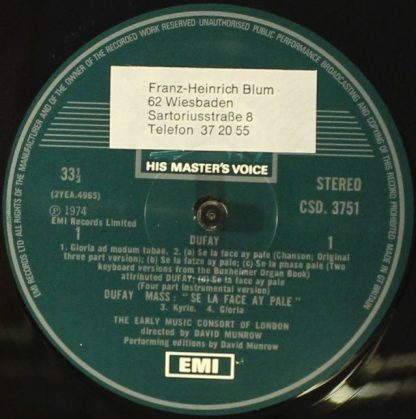 MANUFACTURER AND OF THE OWNER OF THE RECORDED WORK RESERVED UNAUTHORISED PUBLIC PERFORMANCE BROADCASTING AND COPYING OF THIS RECORD PROHIBITED MADE IN GT BRITAIN
EMI RECORDS LTD ALL RIGHTS OF THE
Franz-Heinrich Blum
62 Wiesbaden
Sartoriusstraße 8
Telefon 37 20 55
HIS MASTER'S VOICE
33⅓
(2YEA.4965)
Ⓟ 1974
EMI Records Limited
1
STEREO
CSD. 3751
1
DUFAY
1. Gloria ad modum tubae. 2. (a) Se la face ay pale (Chanson; Original
three part version); (b) Se la fatze ay pale; (c) Se la phase pale (Two
keyboard versions from the Buxheimer Organ Book)
attributed DUFAY: (d) Se la face ay pale
(Four part instrumental version)
DUFAY MASS: "SE LA FACE AY PALE"
3. Kyrie. 4. Gloria
THE EARLY MUSIC CONSORT OF LONDON
directed by DAVID MUNROW
Performing editions by David Munrow
EMI